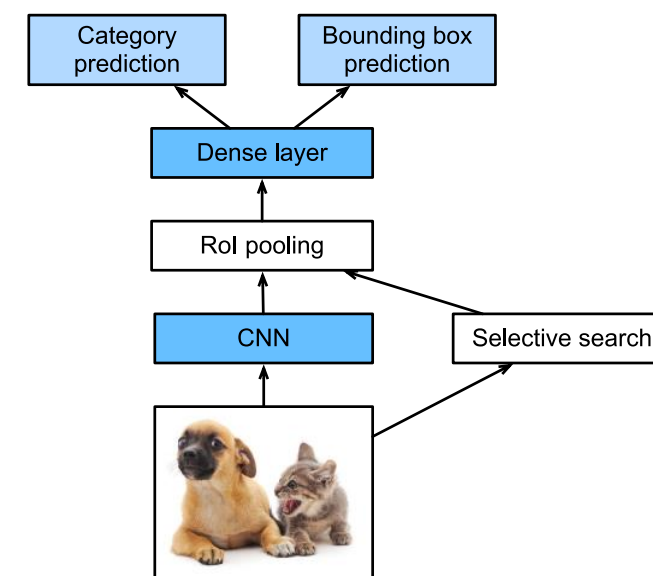 Category
prediction
Bounding box
prediction
Dense layer
RoI pooling
CNN
Selective search